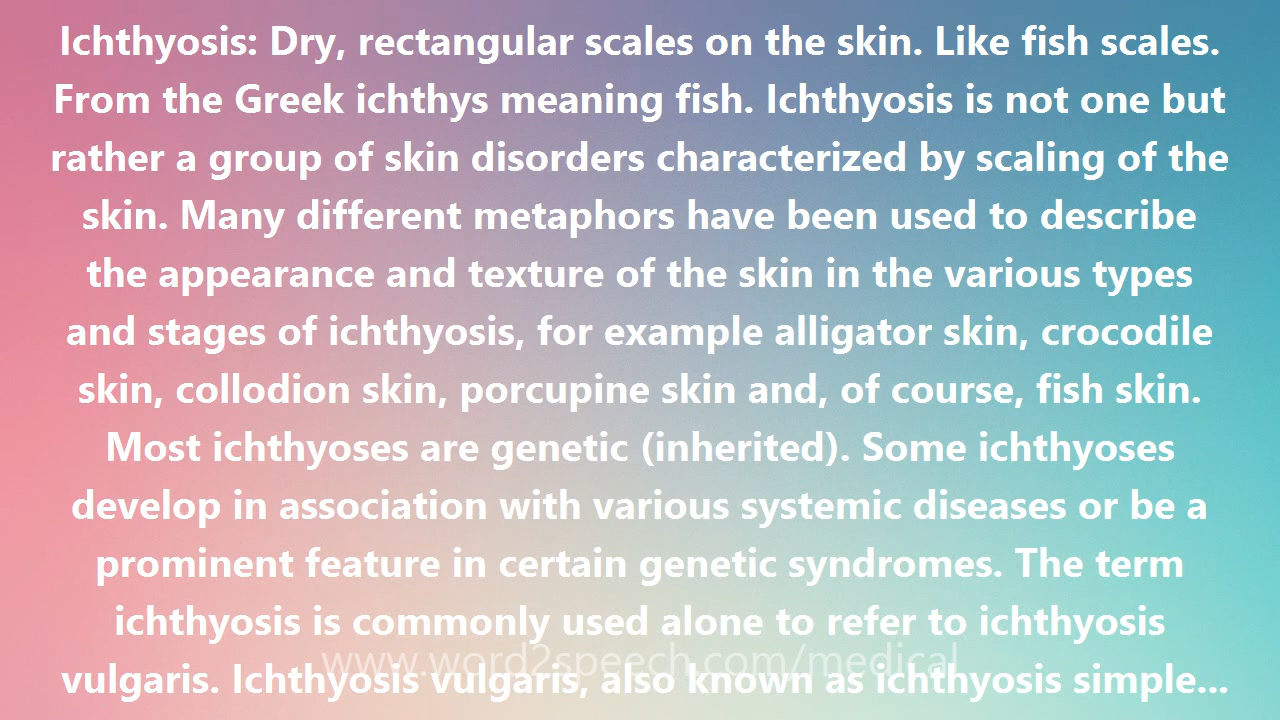 Ichthyosis: Dry, rectangular scales on the skin. Like fish scales.
From the Greek ichthys meaning fish. Ichthyosis is not one but
rather a group of skin disorders characterized by scaling of the
skin. Many different metaphors have been used to describe
the appearance and texture of the skin in the various types
and stages of ichthyosis, for example alligator skin, crocodile
skin, collodion skin, porcupine skin and, of course, fish skin.
Most ichthyoses are genetic (inherited). Some ichthyoses
develop in association with various systemic diseases or be a
prominent feature in certain genetic syndromes. The term
ichthyosis is commonly used alone to refer to ichthyosis
www.word2speech.com/medical
vulgaris. Ichthyosis vulgaris, also known as ichthyosis simple...